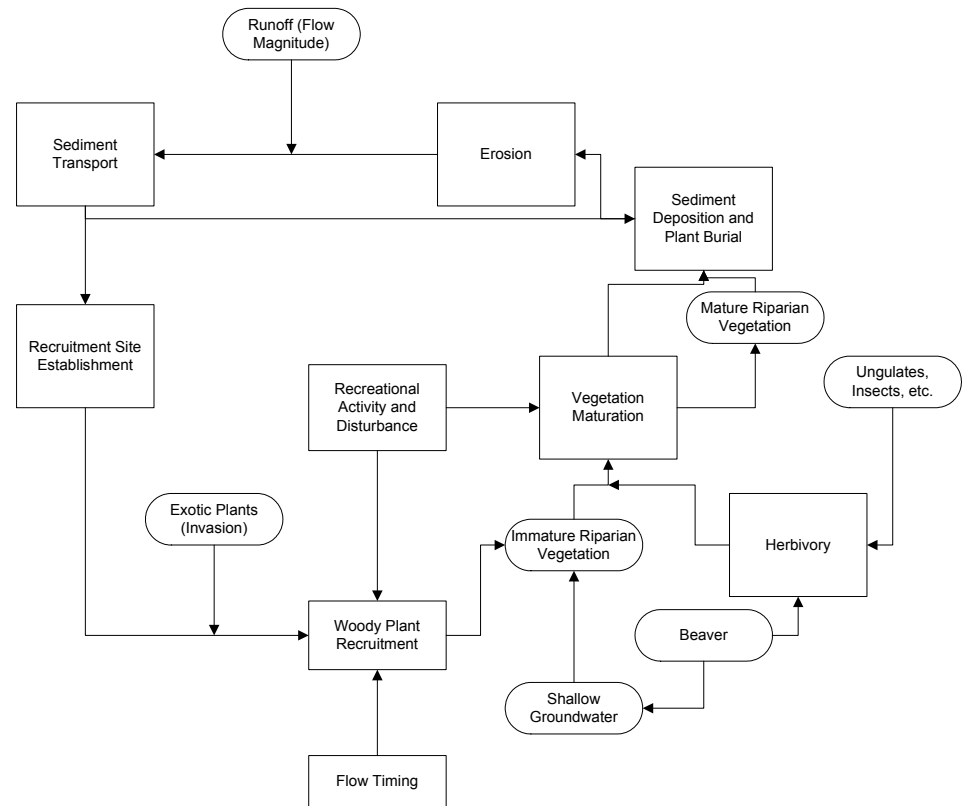 Runoff (Flow
Magnitude)
Sediment
Transport
Erosion
Sediment
Deposition and
Plant Burial
Mature Riparian
Vegetation
Recruitment Site
Establishment
Recreational
Activity and
Disturbance
Vegetation
Maturation
Ungulates,
Insects, etc.
Exotic Plants
(Invasion)
Immature Riparian
Vegetation
Herbivory
Woody Plant
Recruitment
Beaver
Shallow
Groundwater
Flow Timing